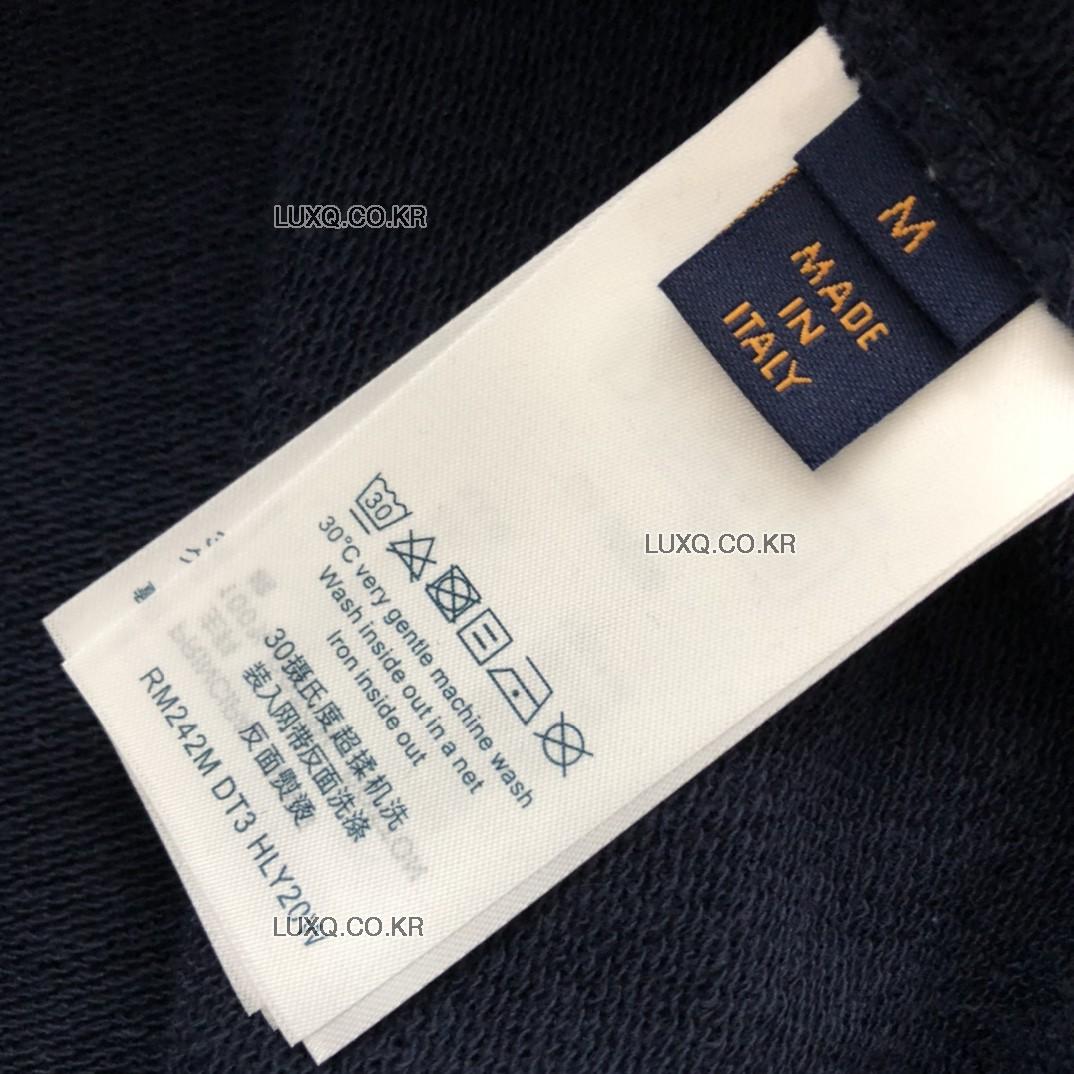 LUXQ.CO.KR
M
MADE
IN
ITALY
LUXQ.CO.KR
30
30°C very gentle machine wash
Wash inside out in a net
Iron inside out
30摄氏度超揉机洗
装入网带反面洗涤
反面熨烫
RM242M DT3 HLY20W
LUXQ.CO.KR